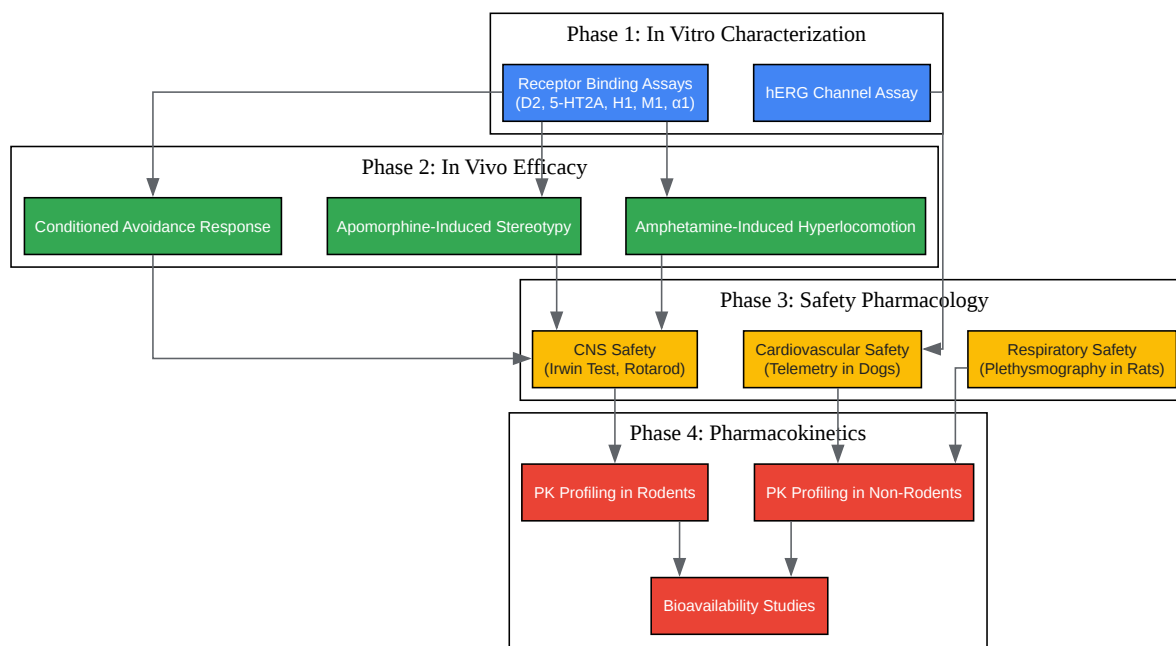 Phase 1: In Vitro Characterization
Receptor Binding Assays
(D2, 5-HT2A, H1, M1, α1)
hERG Channel Assay
Phase 2: In Vivo Efficacy
Conditioned Avoidance Response
Apomorphine-Induced Stereotypy
Amphetamine-Induced Hyperlocomotion
Phase 3: Safety Pharmacology
CNS Safety
(Irwin Test, Rotarod)
Cardiovascular Safety
(Telemetry in Dogs)
Respiratory Safety
(Plethysmography in Rats)
Phase 4: Pharmacokinetics
PK Profiling in Rodents
PK Profiling in Non-Rodents
Bioavailability Studies